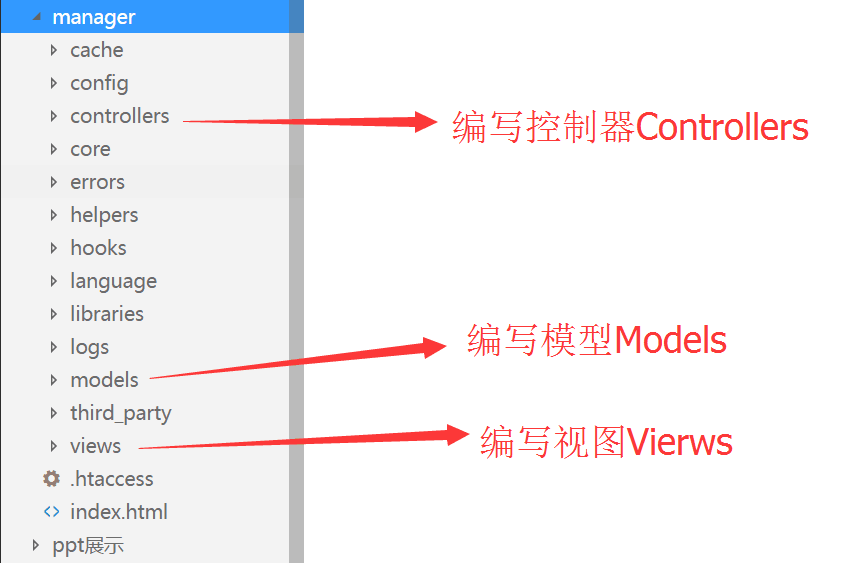 manager
cache
config
controllers
编写控制器Controllers
core
errors
helpers
hooks
language
libraries
logs
编写模型Models
models
third_party
views
编写视图Vierws
.htaccess
index.html
ppt展示